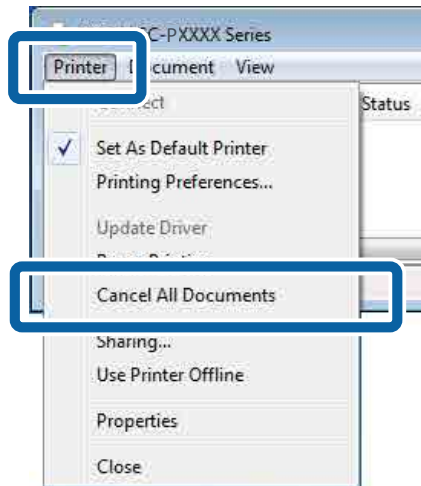 C-PXXXX Series
Printer Document View
Status
Set As Default Printer
Printing Preferences...
Update Driver
Cancel All Documents
Sharing...
Use Printer Offline
Properties
Close